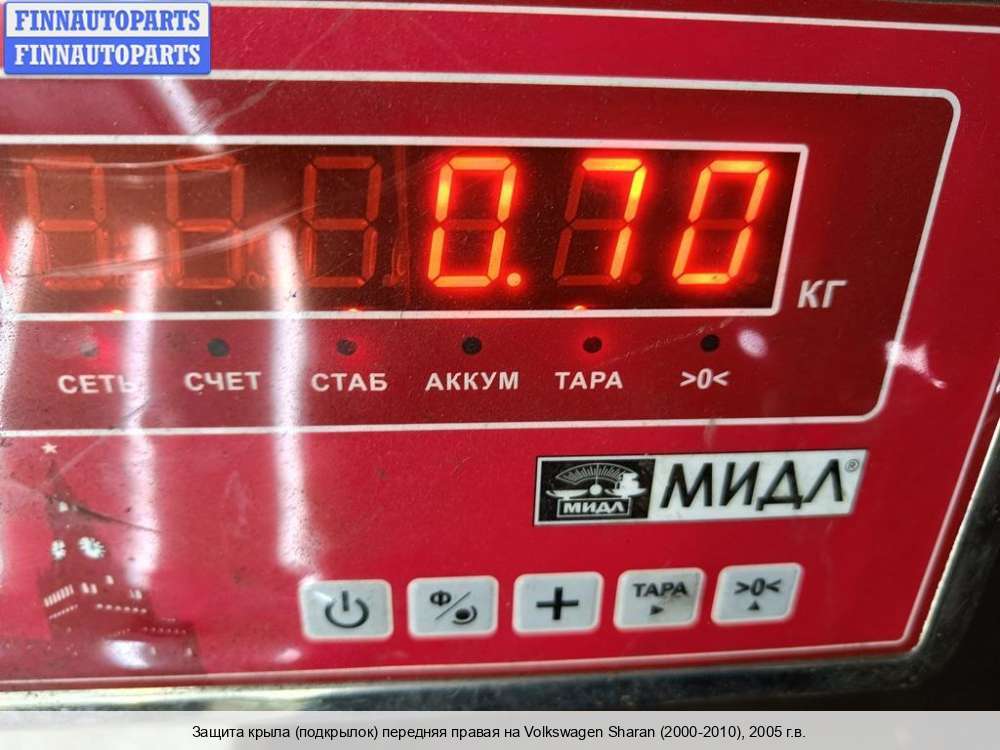 FINNAUTOPARTS
FINNAUTOPARTS
0.70
КГ
СЕТЬ СЧЕТ СТАБ АККУМ ТАРА >0<
МИДЛ МИДЛ®
Ф/ + ТАРА >0<
Защита крыла (подкрылок) передняя правая на Volkswagen Sharan (2000-2010), 2005 г.в.